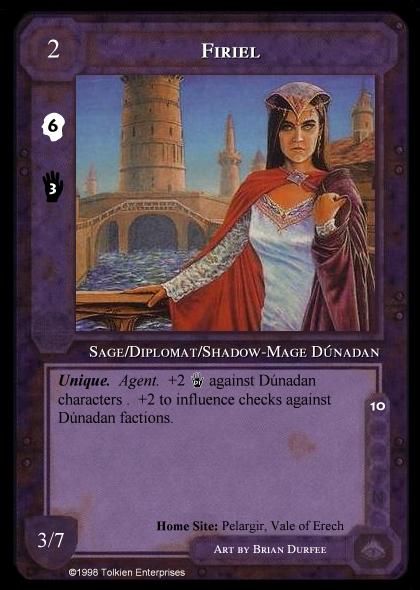 2
FIRIEL
6
3
SAGE/DIPLOMAT/SHADOW-MAGE DÚNADAN
Unique. Agent. +2 against Dúnadan
characters . +2 to influence checks against
Dúnadan factions.
10
Home Site: Pelargir, Vale of Erech
3/7
ART BY BRIAN DURFEE
©1998 Tolkien Enterprises